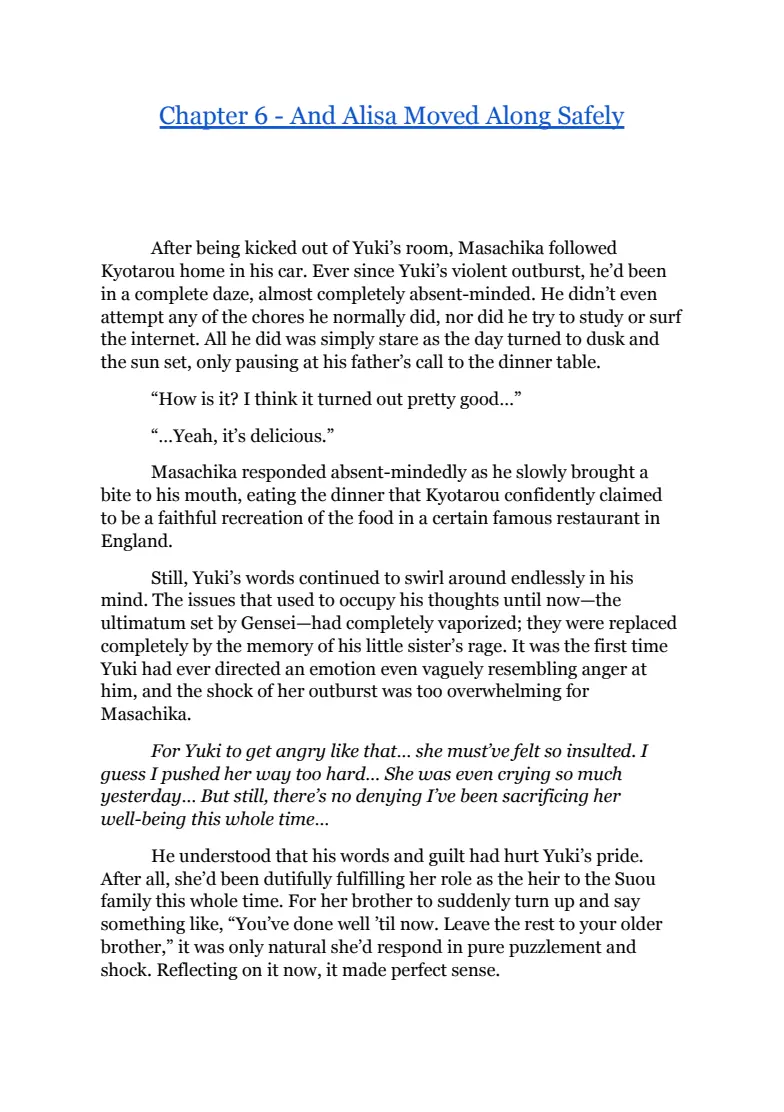 Chapter 6 - And Alisa Moved Along Safely
After being kicked out of Yuki’s room, Masachika followed
Kyotarou home in his car. Ever since Yuki’s violent outburst, he’d been
in a complete daze, almost completely absent-minded. He didn’t even
attempt any of the chores he normally did, nor did he try to study or surf
the internet. All he did was simply stare as the day turned to dusk and
the sun set, only pausing at his father’s call to the dinner table.
“How is it? I think it turned out pretty good…”
“…Yeah, it’s delicious.”
Masachika responded absent-mindedly as he slowly brought a
bite to his mouth, eating the dinner that Kyotarou confidently claimed
to be a faithful recreation of the food in a certain famous restaurant in
England.
Still, Yuki’s words continued to swirl around endlessly in his
mind. The issues that used to occupy his thoughts until now—the
ultimatum set by Gensei—had completely vaporized; they were replaced
completely by the memory of his little sister’s rage. It was the first time
Yuki had ever directed an emotion even vaguely resembling anger at
him, and the shock of her outburst was too overwhelming for
Masachika.
For Yuki to get angry like that… she must’ve felt so insulted. I
guess I pushed her way too hard… She was even crying so much
yesterday… But still, there’s no denying I’ve been sacrificing her
well-being this whole time…
He understood that his words and guilt had hurt Yuki’s pride.
After all, she’d been dutifully fulfilling her role as the heir to the Suou
family this whole time. For her brother to suddenly turn up and say
something like, “You’ve done well ’til now. Leave the rest to your older
brother,” it was only natural she’d respond in pure puzzlement and
shock. Reflecting on it now, it made perfect sense.